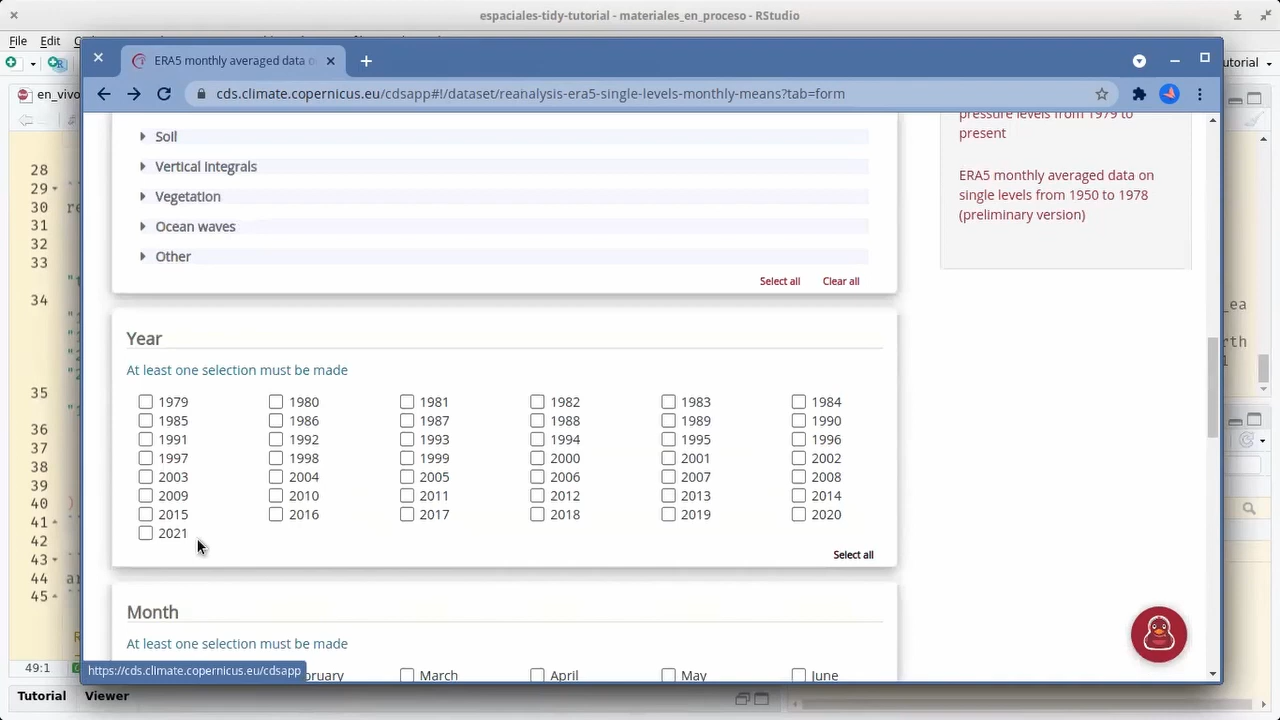 espaciales-tidy-tutorial - materiales_en_proceso - RStudio
File Edit
ERA5 monthly averaged data o
cds.climate.copernicus.eu/cdsapp#!/dataset/reanalysis-era5-single-levels-monthly-means?tab=form
utorial
en_vivo
28
29
30 re
31
32
33
34
35
36
37
38
39
40 )
41
42
43
44 ar
45
_ea
rth
Soil
Vertical integrals
Vegetation
Ocean waves
Other
Select all Clear all
pressure levels from 1979 to
present
ERA5 monthly averaged data on
single levels from 1950 to 1978
(preliminary version)
Year
At least one selection must be made
1979 1980 1981 1982 1983 1984
1985 1986 1987 1988 1989 1990
1991 1992 1993 1994 1995 1996
1997 1998 1999 2000 2001 2002
2003 2004 2005 2006 2007 2008
2009 2010 2011 2012 2013 2014
2015 2016 2017 2018 2019 2020
2021
Select all
Month
At least one selection must be made
bruary March April May June
49:1
https://cds.climate.copernicus.eu/cdsapp
Tutorial Viewer